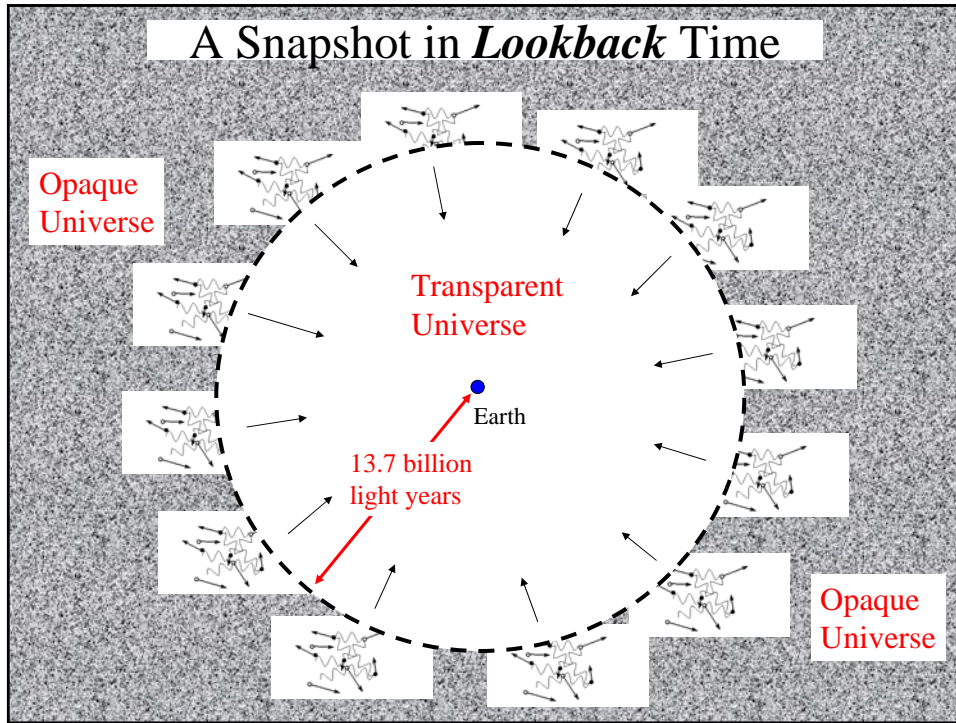 A Snapshot in Lookback Time
Opaque
Universe
Transparent
Universe
Earth
13.7 billion
light years
Opaque
Universe